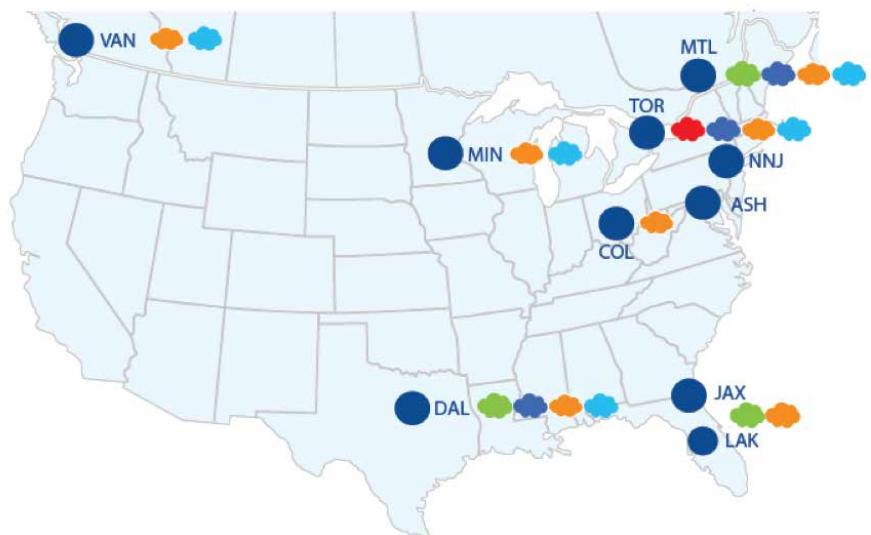 VAN
MTL
TOR
MIN
NNJ
ASH
COL
JAX
DAL
LAK